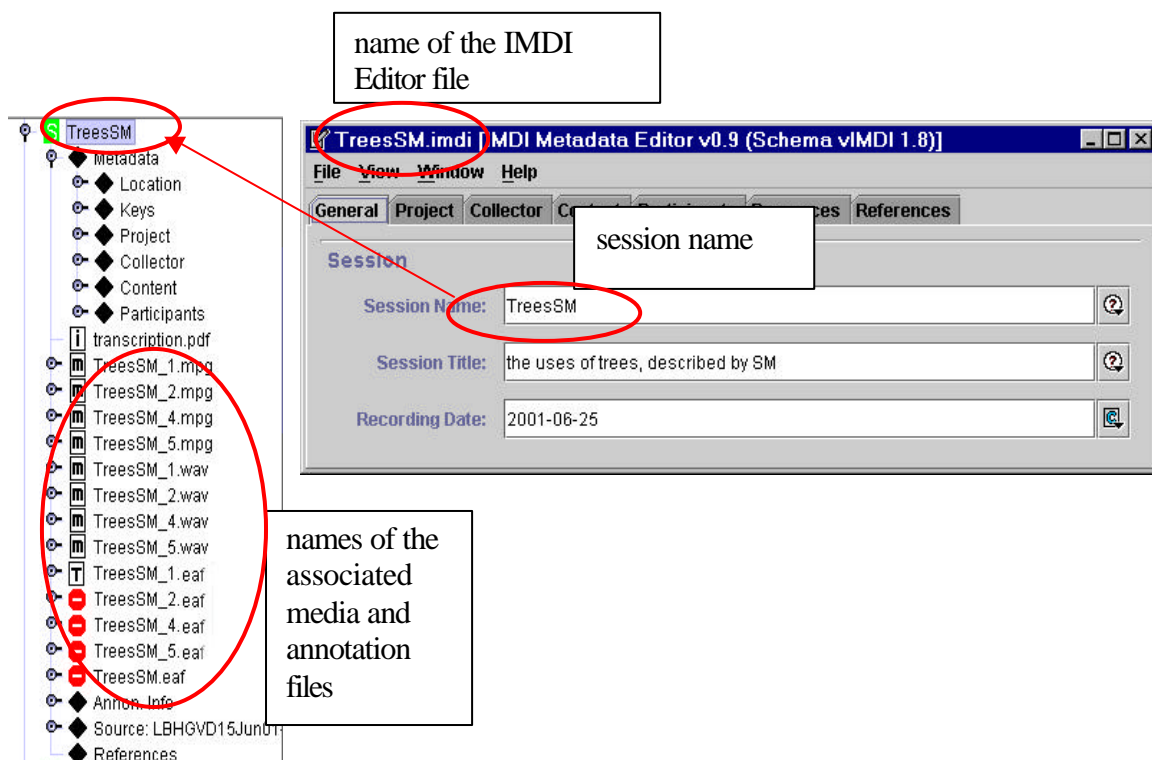 name of the IMDI
Editor file
TreesSM
Metadata
Location
Keys
Project
Collector
Content
Participants
transcription.pdf
TreesSM_1.mpg
TreesSM_2.mpg
TreesSM_4.mpg
TreesSM_5.mpg
TreesSM_1.wav
TreesSM_2.wav
TreesSM_4.wav
TreesSM_5.wav
TreesSM_1.eaf
TreesSM_2.eaf
TreesSM_4.eaf
TreesSM_5.eaf
TreesSM.eaf
Annon. Info
Source: LBHGVD15Jun01-
References
TreesSM.imdi [IMDI Metadata Editor v0.9 (Schema vIMDI 1.8)]
File View Window Help
General Project Collector References
session name
Session
Session Name: TreesSM
Session Title: the uses of trees, described by SM
Recording Date: 2001-06-25
names of the
associated
media and
annotation
files